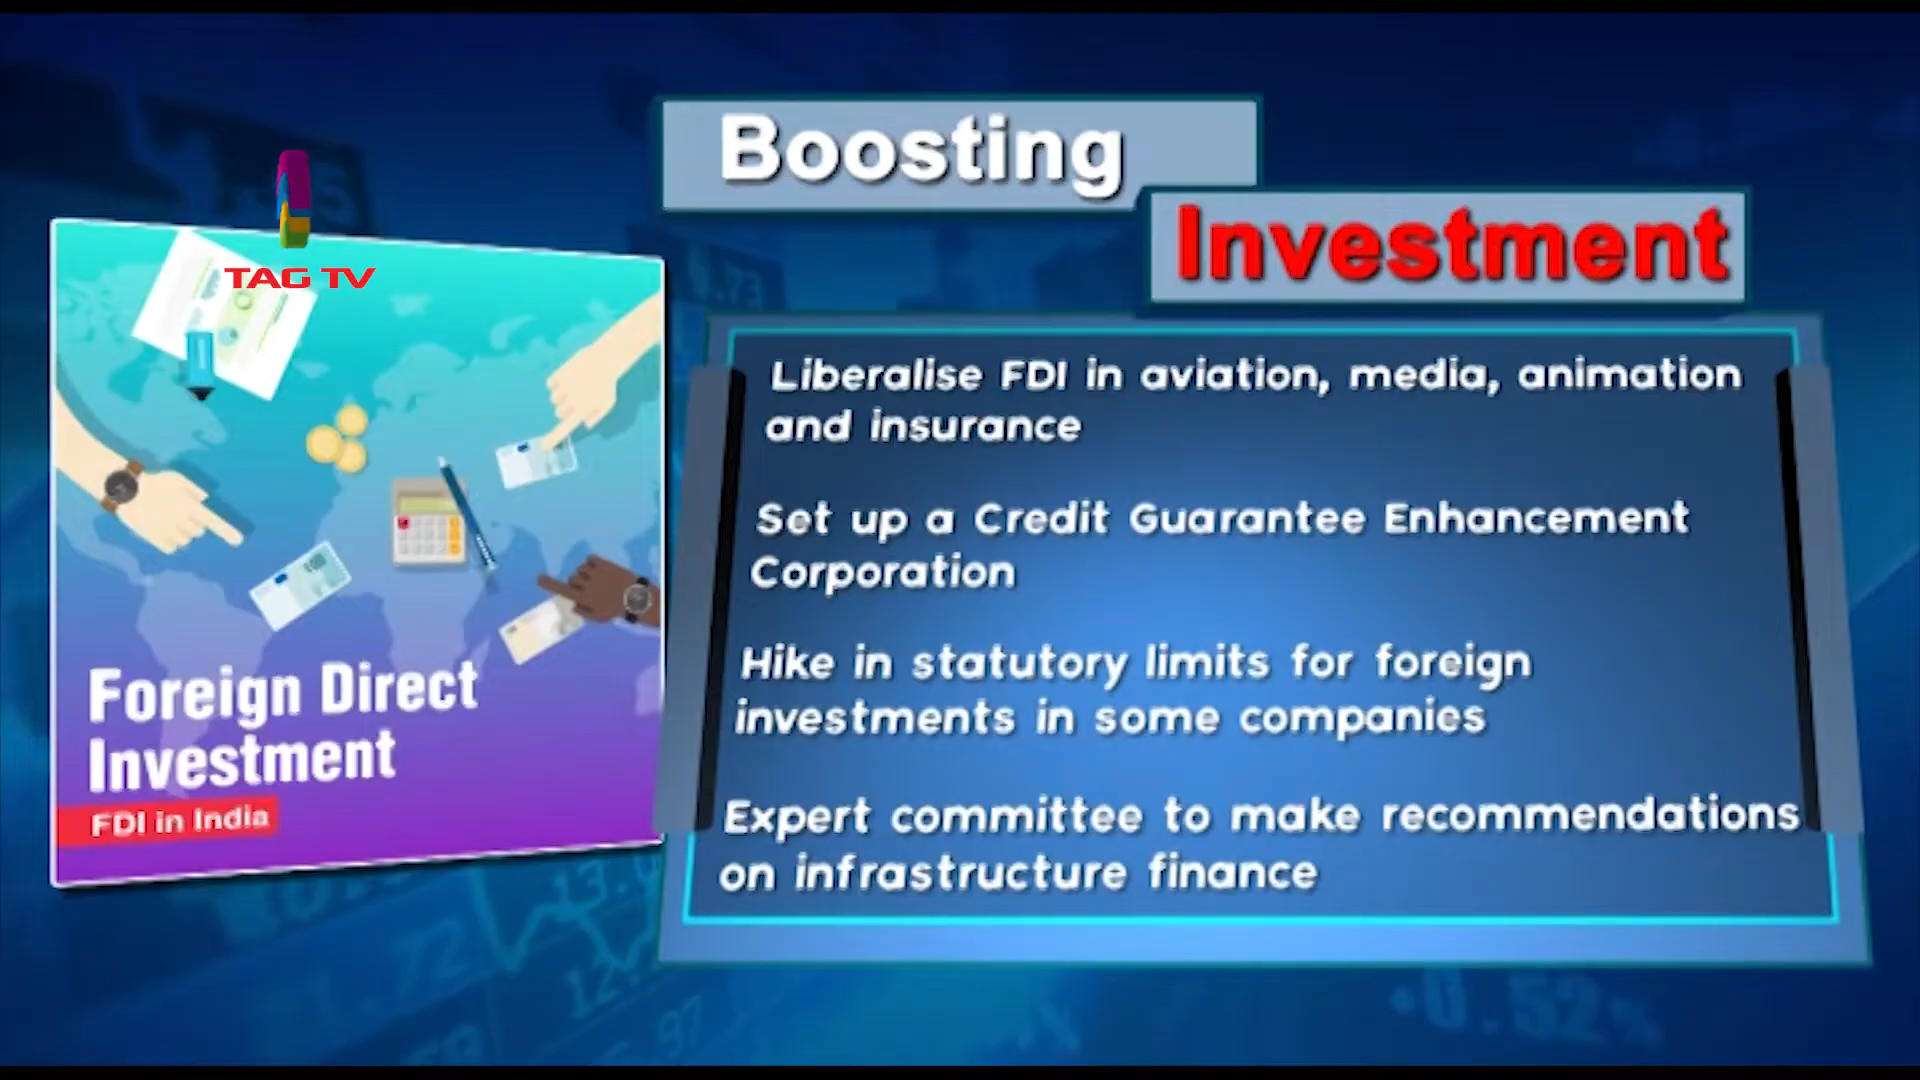 Boosting
Investment
TAG TV
Liberalise FDI in aviation, media, animation
and insurance
Set up a Credit Guarantee Enhancement
Corporation
Hike in statutory limits for foreign
investments in some companies
Expert committee to make recommendations
on infrastructure finance
Foreign Direct
Investment
FDI in India